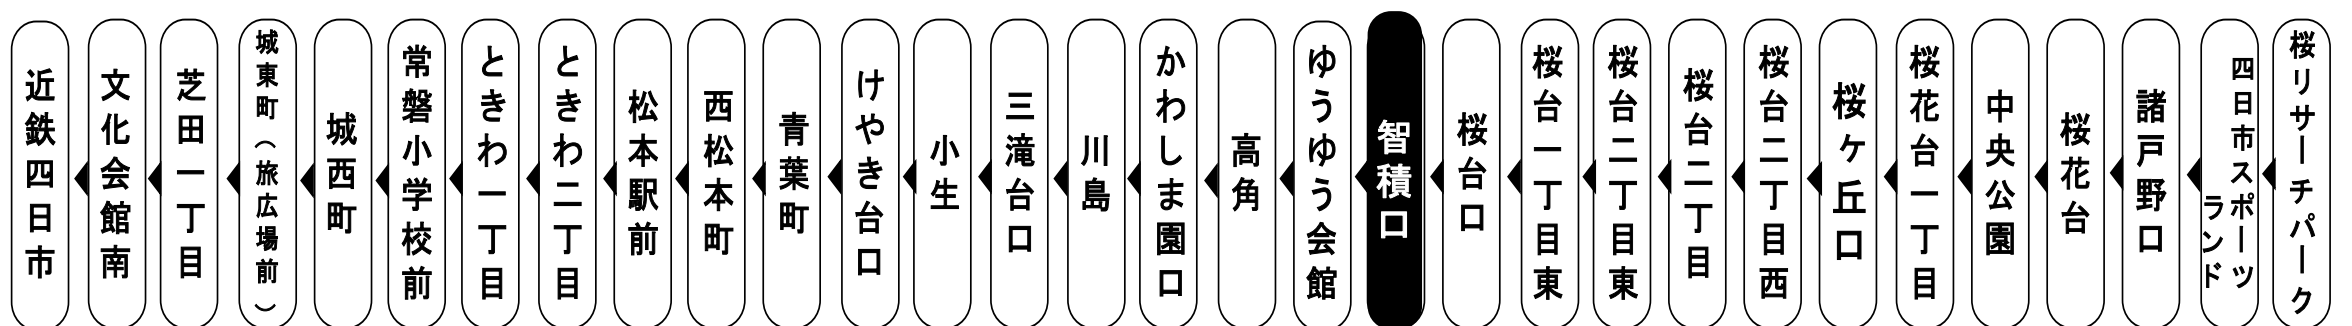 桜リサーチパーク
四日市スポーツ
ランド
諸戸野口
桜花台
中央公園
桜花台一丁目
桜ヶ丘口
桜台二丁目西
桜台二丁目
桜台二丁目東
桜台一丁目東
桜台口
智積口
ゆうゆう会館
高角
かわしま園口
川島
三滝台口
小生
けやき台口
青葉町
西松本町
松本駅前
ときわ二丁目
ときわ一丁目
常磐小学校前
城西町
城東町（旅広場前）
芝田一丁目
文化会館南
近鉄四日市